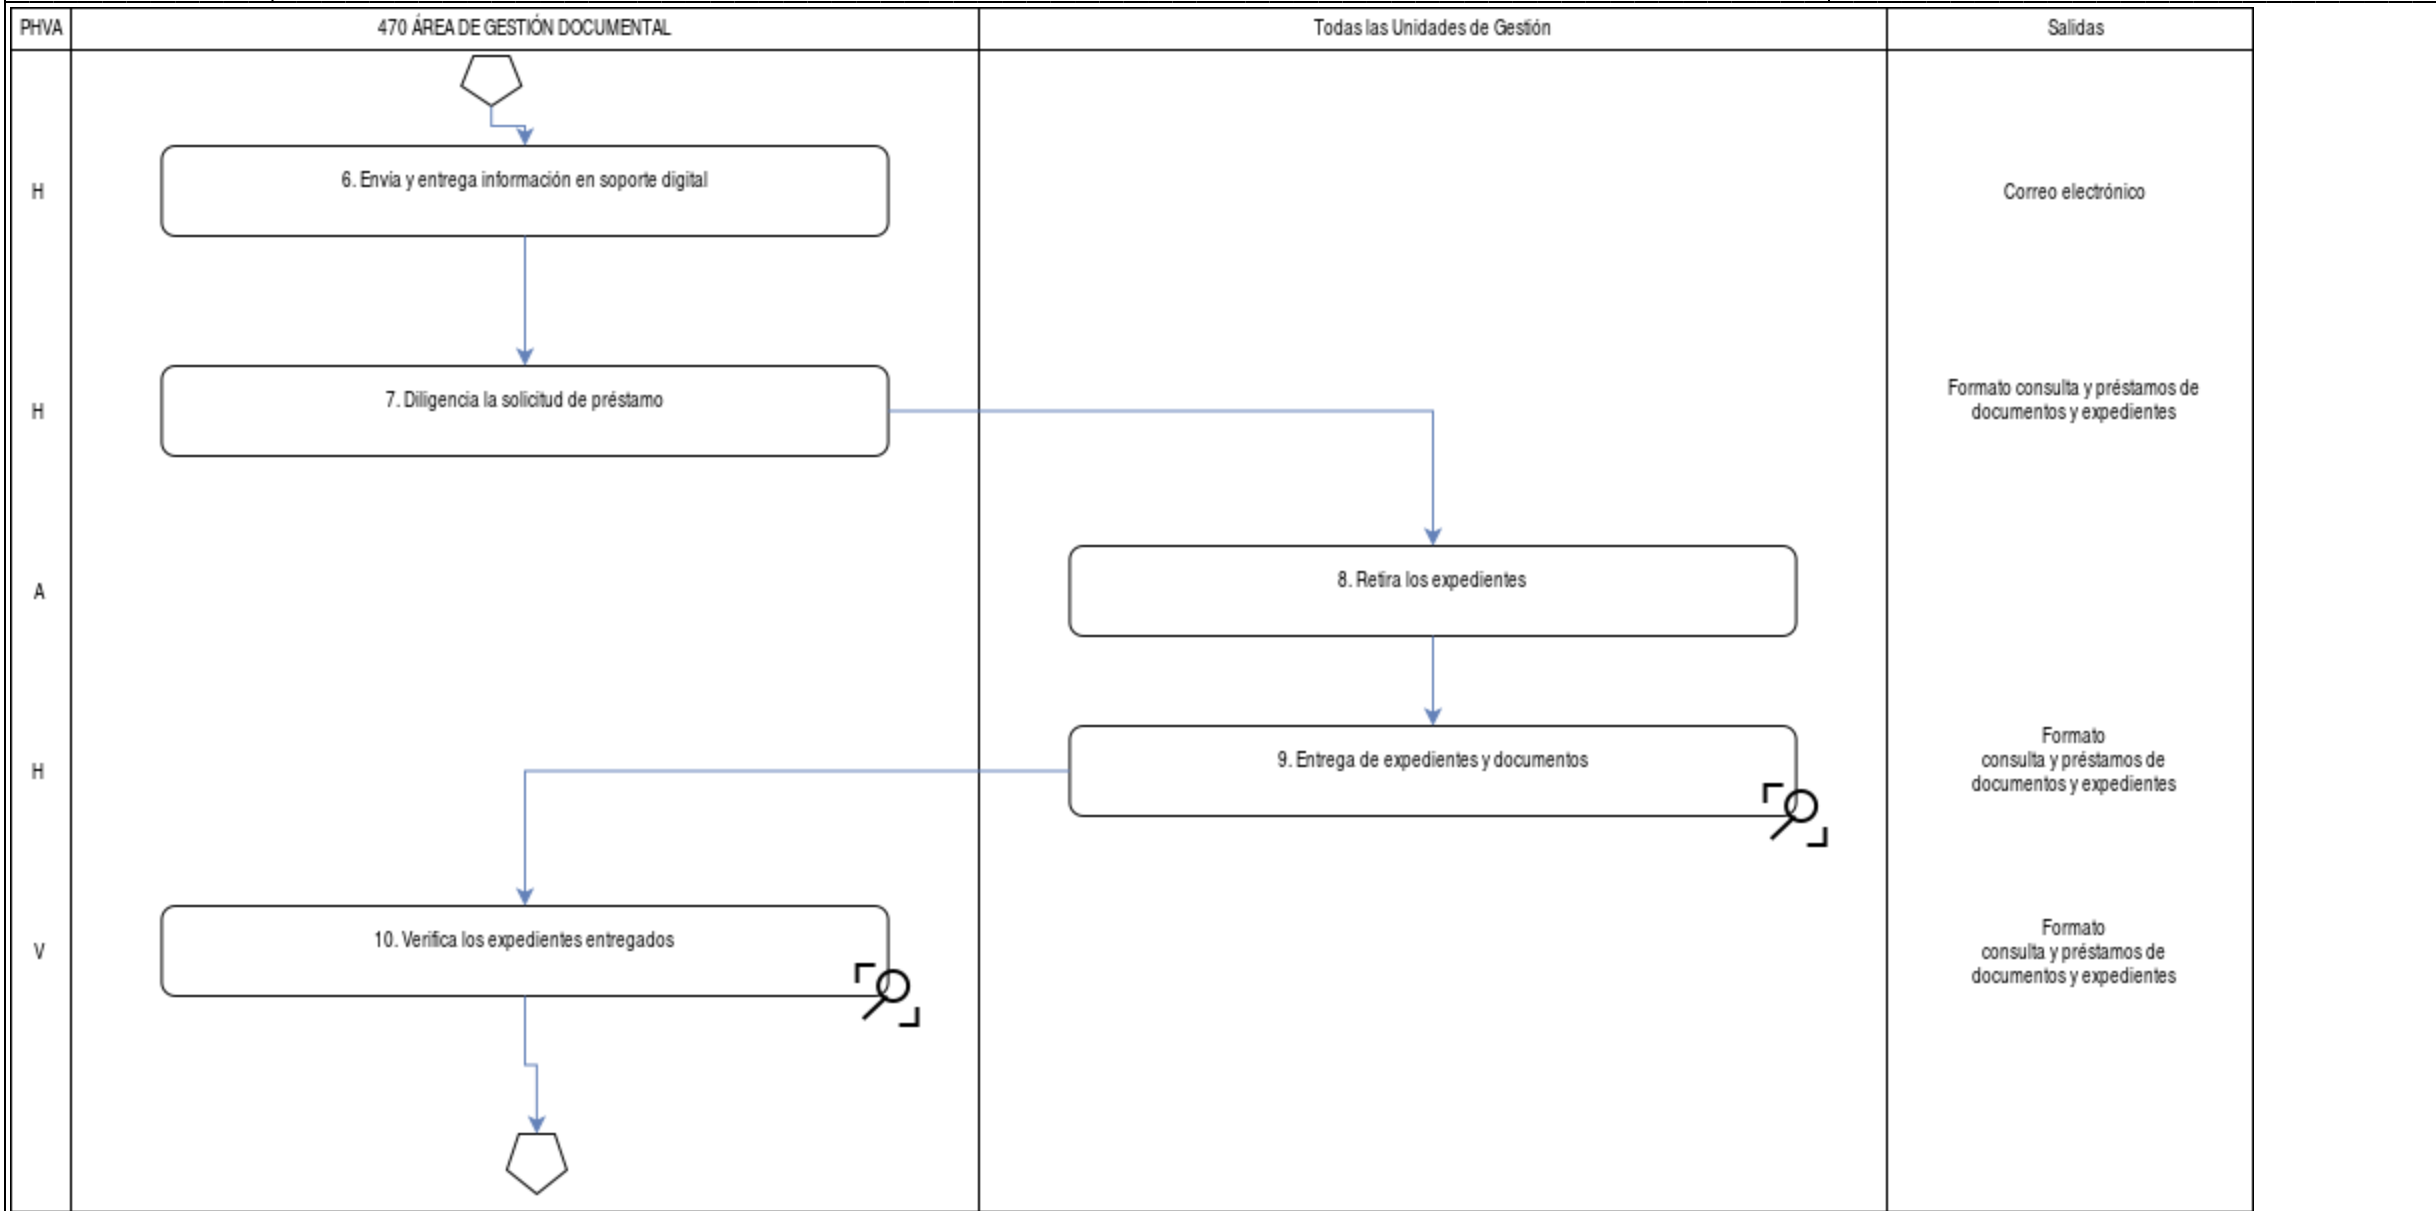 PHVA
470 ÁREA DE GESTIÓN DOCUMENTAL
Todas las Unidades de Gestión
Salidas
H
6. Envía y entrega información en soporte digital
Correo electrónico
H
7. Diligencia la solicitud de préstamo
Formato consulta y préstamos de
documentos y expedientes
A
8. Retira los expedientes
H
9. Entrega de expedientes y documentos
Formato
consulta y préstamos de
documentos y expedientes
V
10. Verifica los expedientes entregados
Formato
consulta y préstamos de
documentos y expedientes